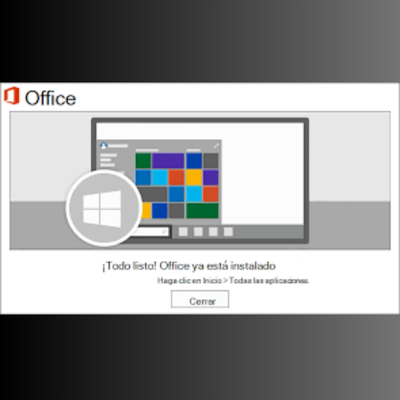 Office
¡Todo listo! Office ya está instalado
Haga clic en Inicio > Todas las aplicaciones.
Cerrar